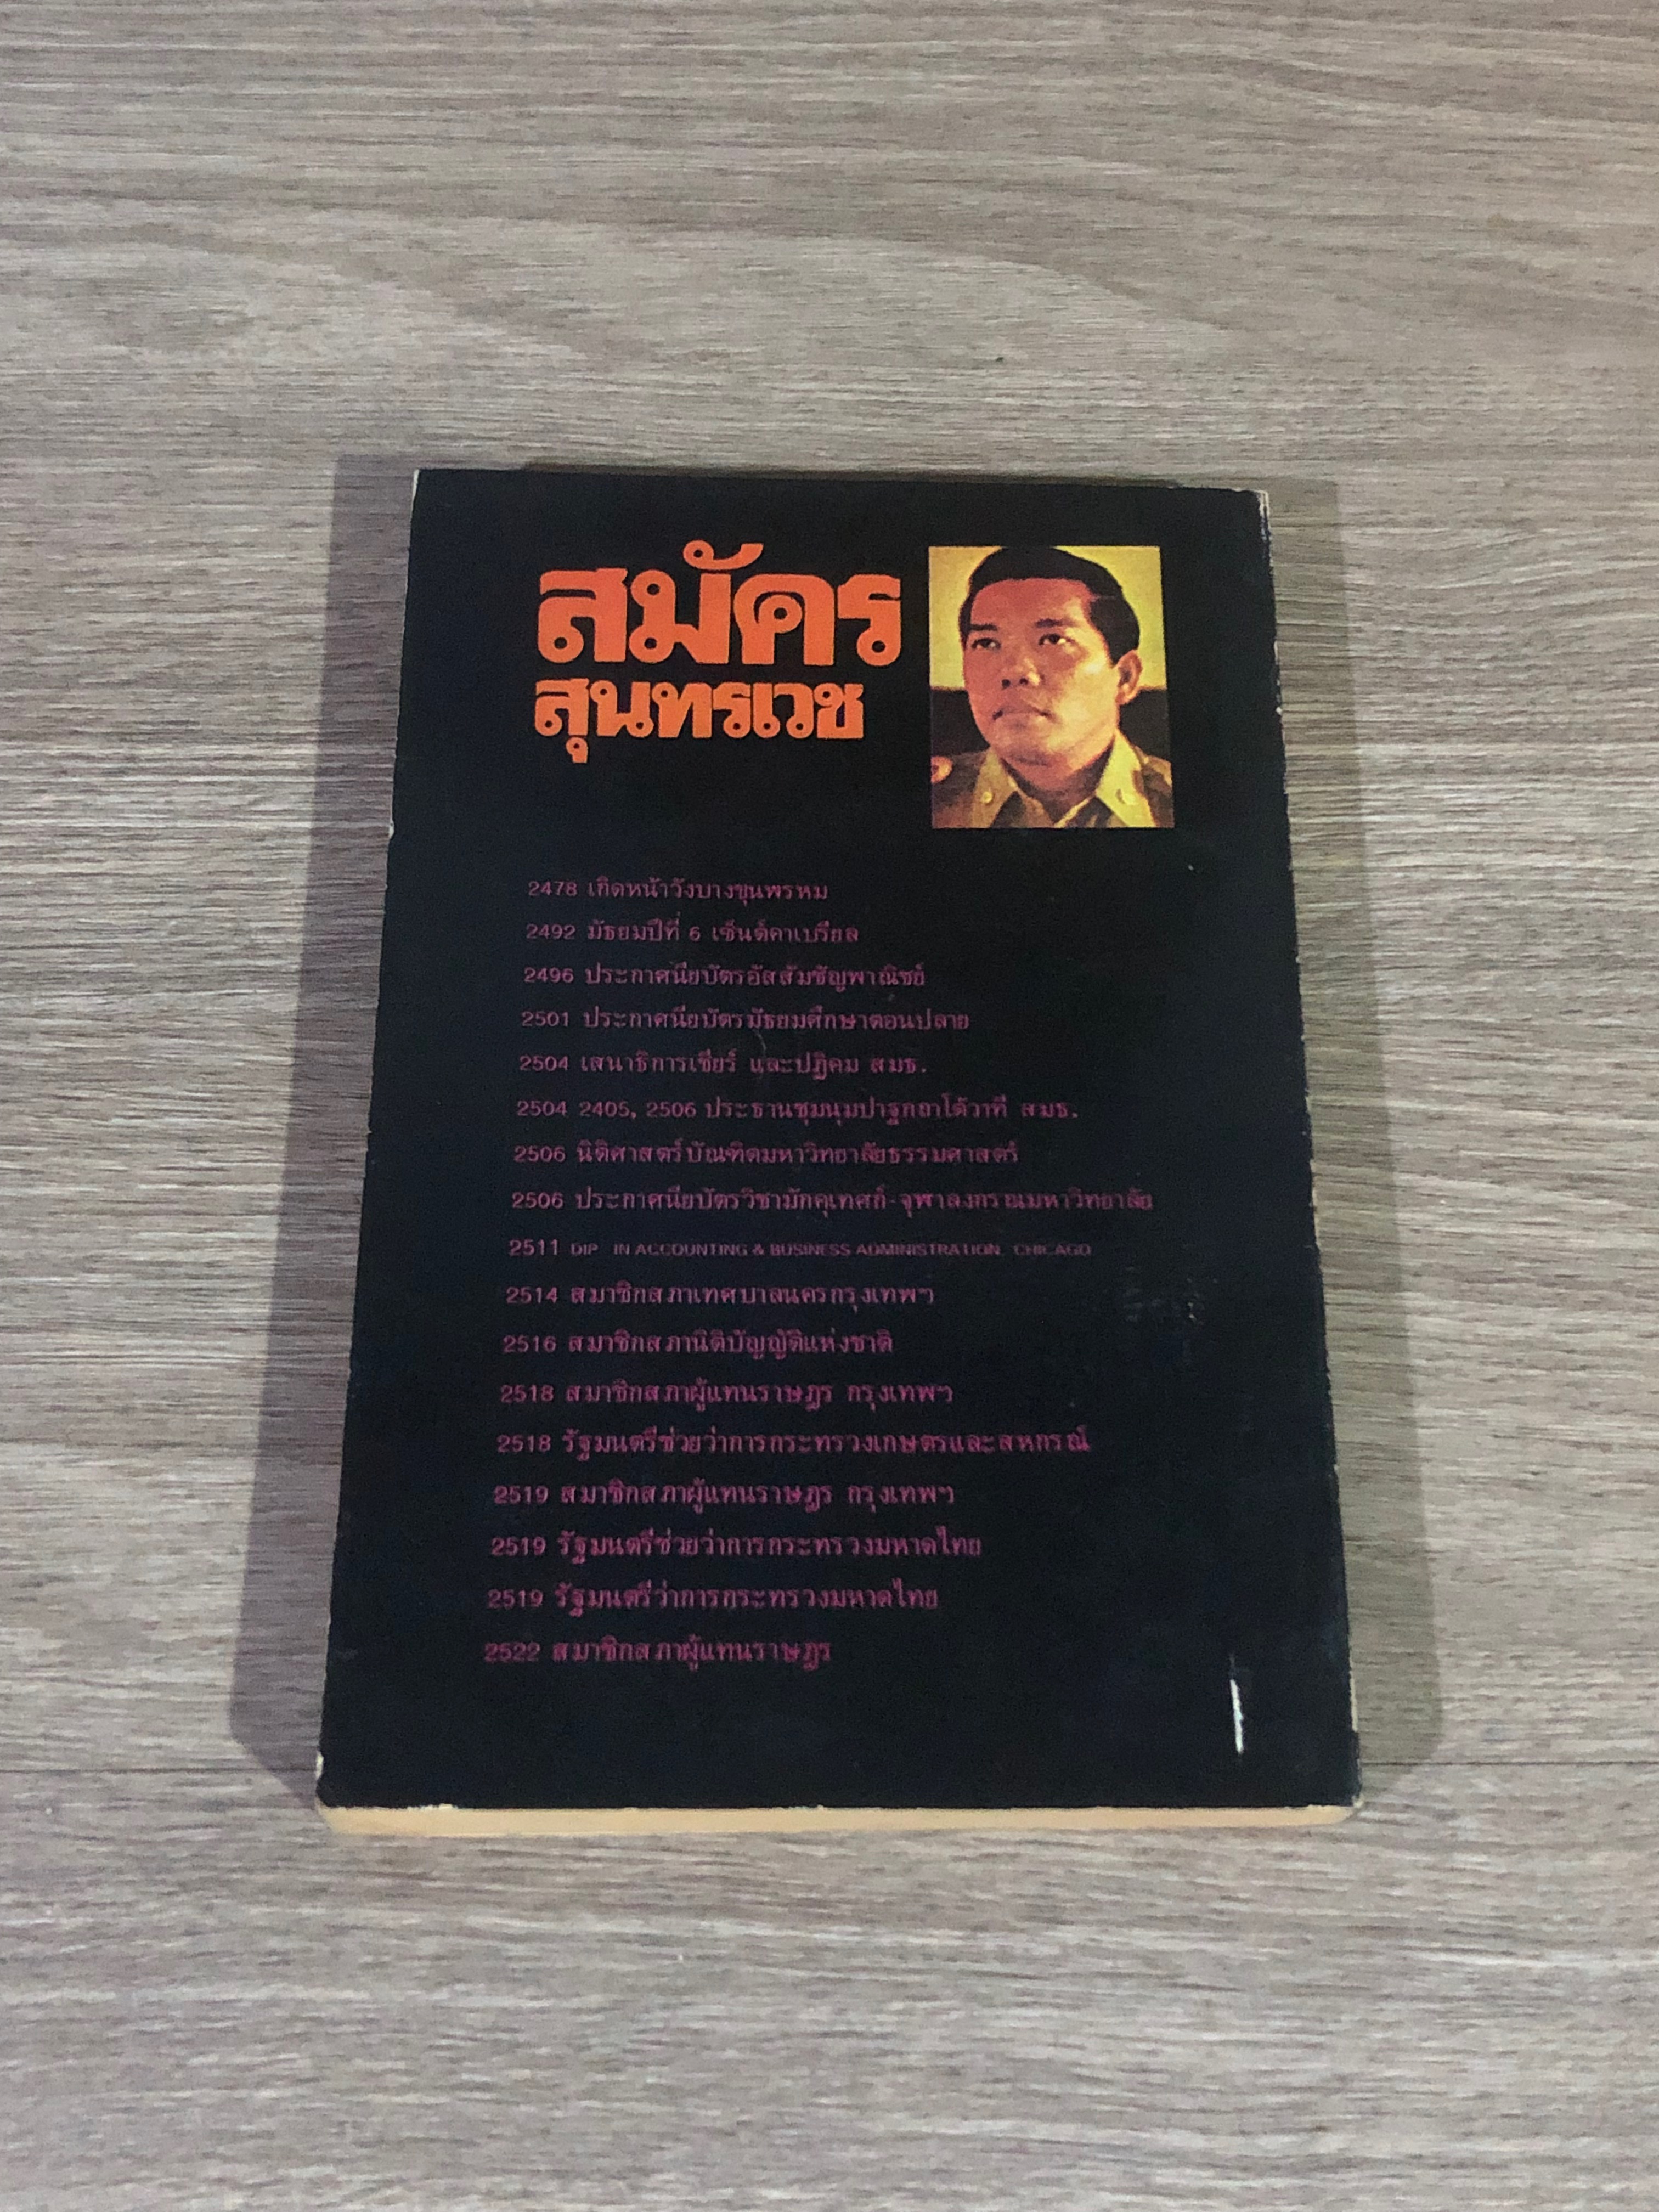 สมัคร
สุนทรเวช
2478 เกิดหน้าวังบางขุนพรหม
2492 มัธยมปีที่ 6 เซ็นต์คาเบรียล
2496 ประกาศนียบัตรอัสสัมชัญพาณิชย์
2501 ประกาศนียบัตรมัธยมศึกษาตอนปลาย
2504 เสนาธิการเชียร์ และปฏิคม สมธ.
2504 2405, 2506 ประธานชุมนุมปาฐกถาโต้วาที สมธ.
2506 นิติศาสตร์บัณฑิตมหาวิทยาลัยธรรมศาสตร์
2506 ประกาศนียบัตรวิชามักคุเทศก์-จุฬาลงกรณมหาวิทยาลัย
2511 DIP IN ACCOUNTING & BUSINESS ADMINISTRATION, CHICAGO
2514 สมาชิกสภาเทศบาลนครกรุงเทพฯ
2516 สมาชิกสภานิติบัญญัติแห่งชาติ
2518 สมาชิกสภาผู้แทนราษฎร กรุงเทพฯ
2518 รัฐมนตรีช่วยว่าการกระทรวงเกษตรและสหกรณ์
2519 สมาชิกสภาผู้แทนราษฎร กรุงเทพฯ
2519 รัฐมนตรีช่วยว่าการกระทรวงมหาดไทย
2519 รัฐมนตรีว่าการกระทรวงมหาดไทย
2522 สมาชิกสภาผู้แทนราษฎร